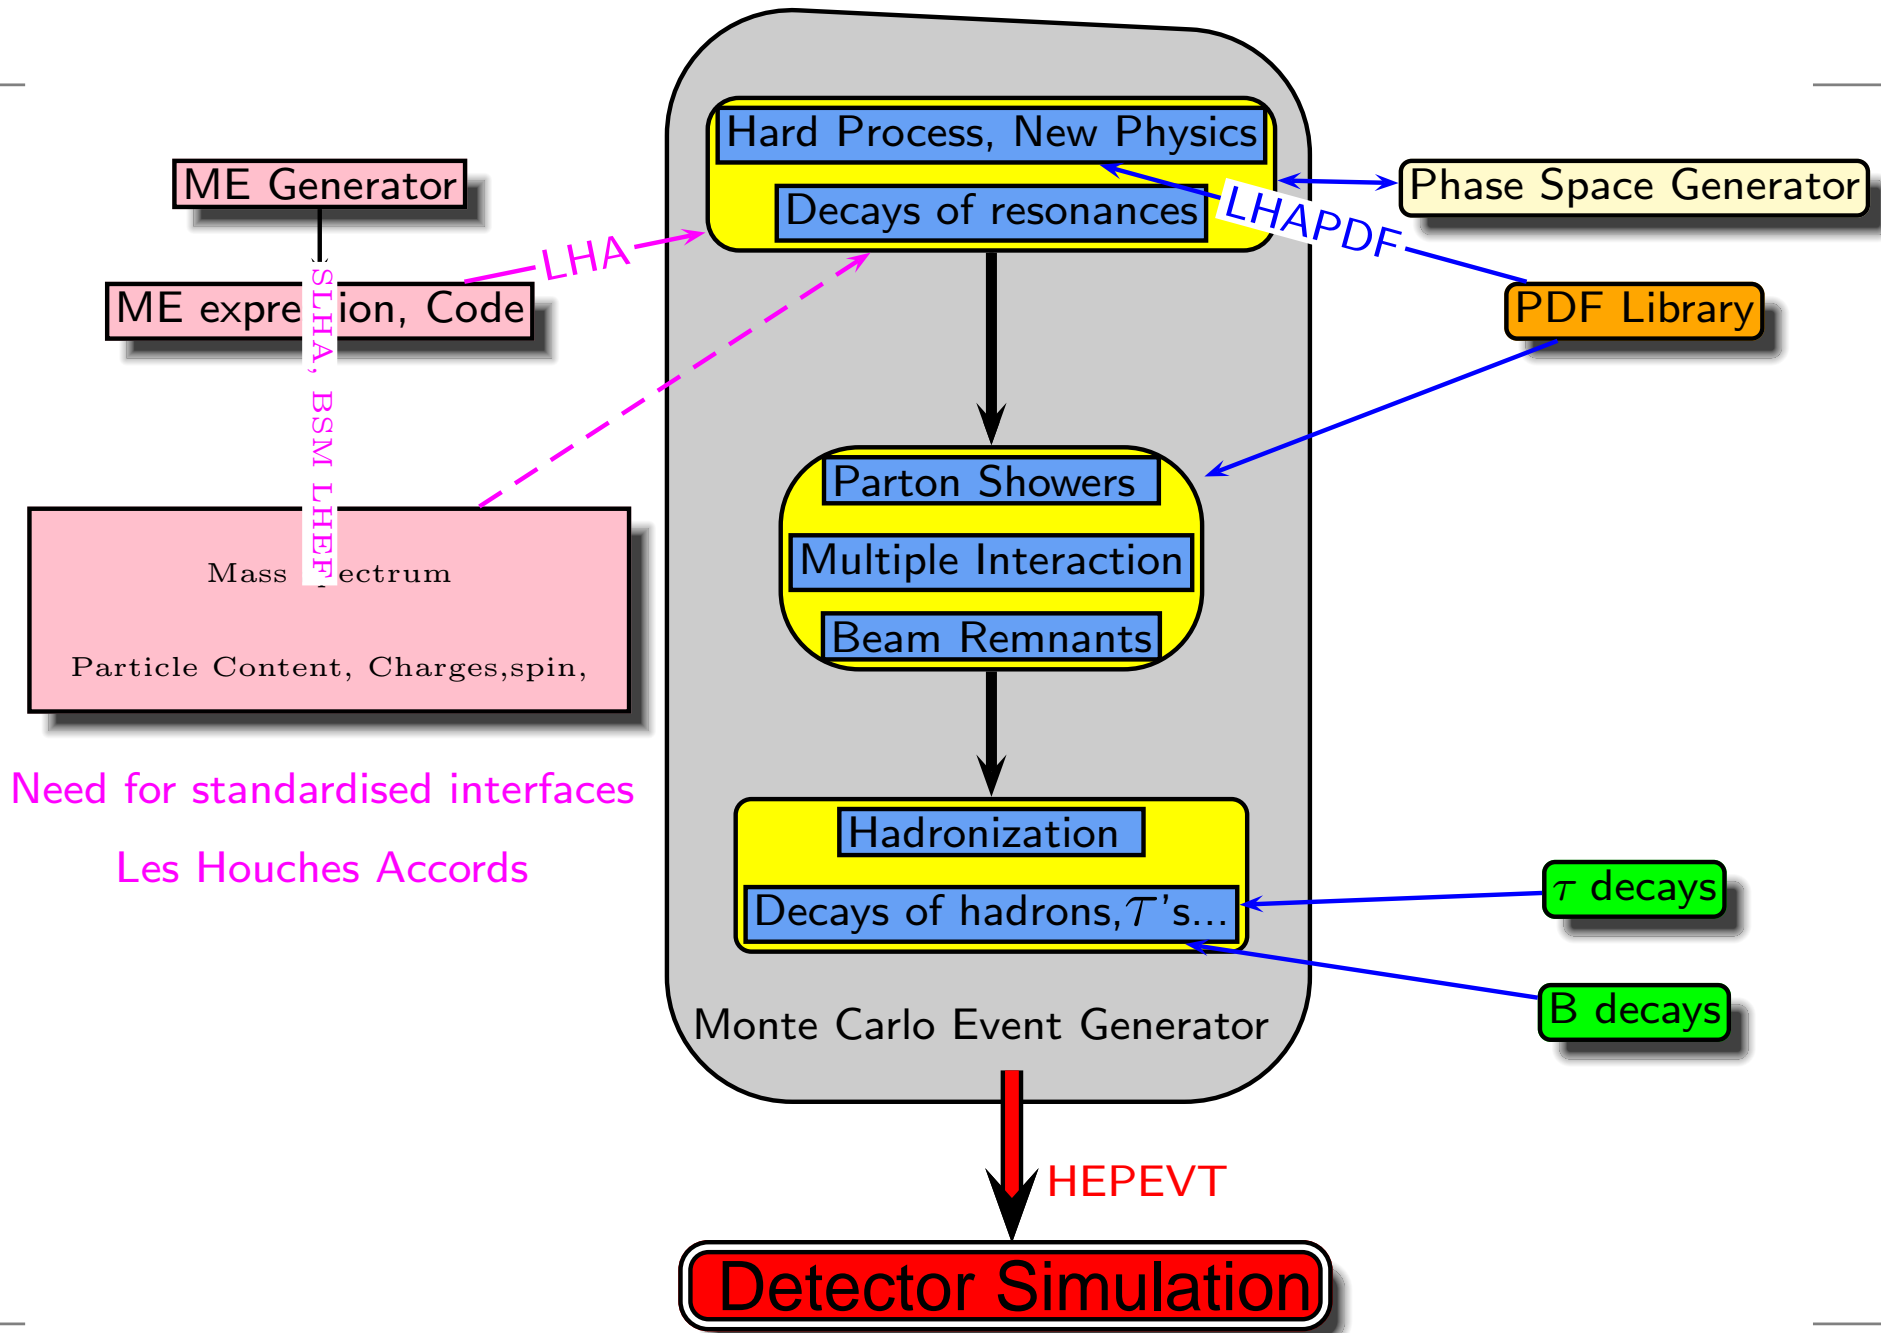 Hard Process, New Physics
Decays of resonances
ME Generator
ME expre ion, Code
LHA
SLHA, BSM LHEF
LHAPDF
Phase Space Generator
PDF Library
Parton Showers
Multiple Interaction
Beam Remnants
Mass pectrum
Particle Content, Charges,spin,
Need for standardised interfaces
Les Houches Accords
Hadronization
Decays of hadrons,τ's...
τ decays
B decays
Monte Carlo Event Generator
HEPEVT
Detector Simulation